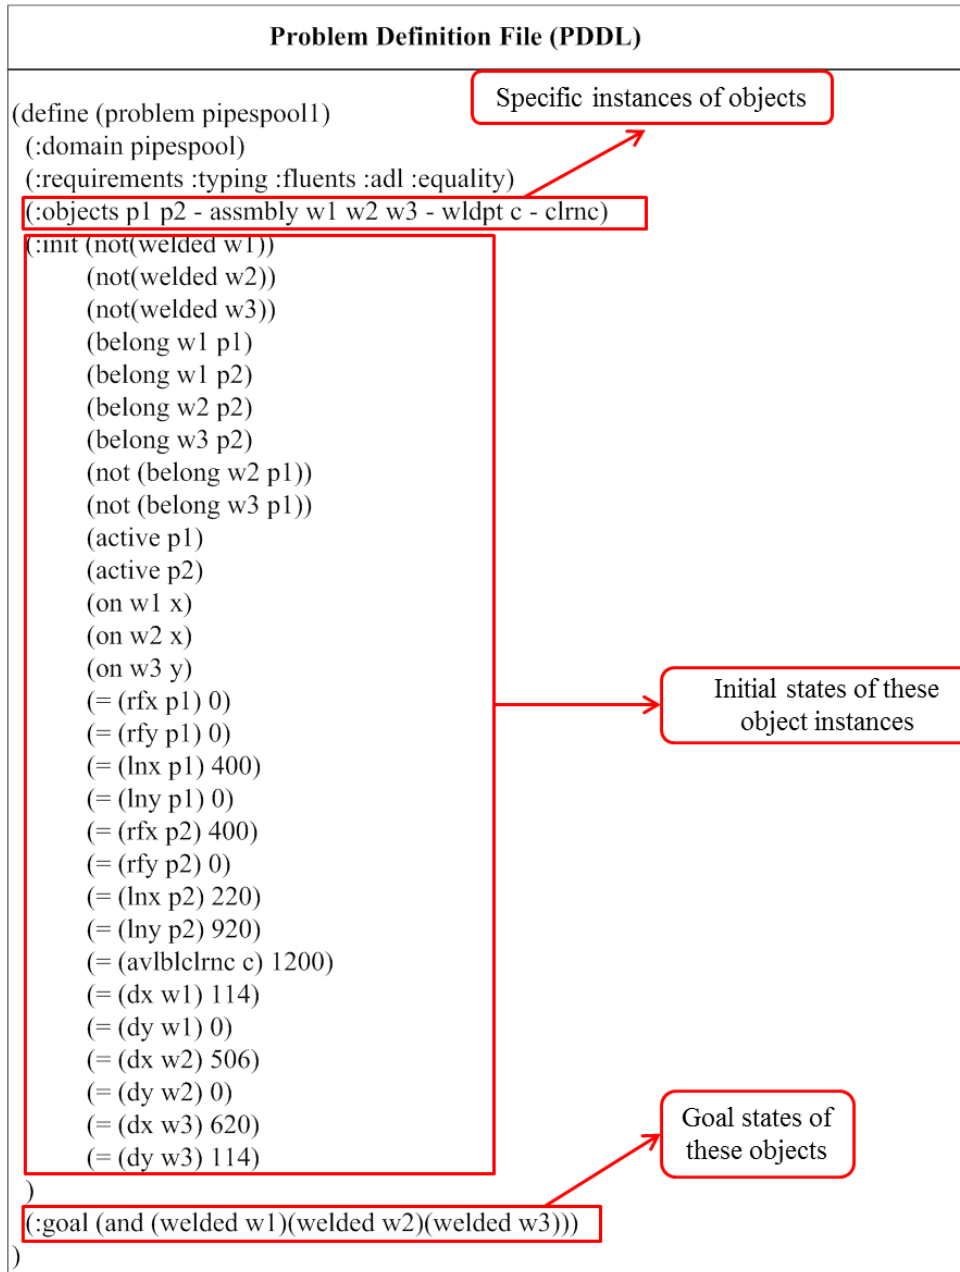 Problem Definition File (PDDL)
Specific instances of objects
(define (problem pipespool1)
(:domain pipespool)
(:requirements :typing :fluents :adl :equality)
(:objects p1 p2 - assmbly w1 w2 w3 - wldpt c - clrnc)
(:init (not(welded w1))
(not(welded w2))
(not(welded w3))
(belong w1 p1)
(belong w1 p2)
(belong w2 p2)
(belong w3 p2)
(not (belong w2 p1))
(not (belong w3 p1))
(active p1)
(active p2)
(on w1 x)
(on w2 x)
(on w3 y)
(= (rfx p1) 0)
(= (rfy p1) 0)
(= (lnx p1) 400)
(= (lny p1) 0)
(= (rfx p2) 400)
(= (rfy p2) 0)
(= (lnx p2) 220)
(= (lny p2) 920)
(= (avlblclrnc c) 1200)
(= (dx w1) 114)
(= (dy w1) 0)
(= (dx w2) 506)
(= (dy w2) 0)
(= (dx w3) 620)
(= (dy w3) 114)
)
Initial states of these
object instances
Goal states of
these objects
(:goal (and (welded w1)(welded w2)(welded w3)))
)